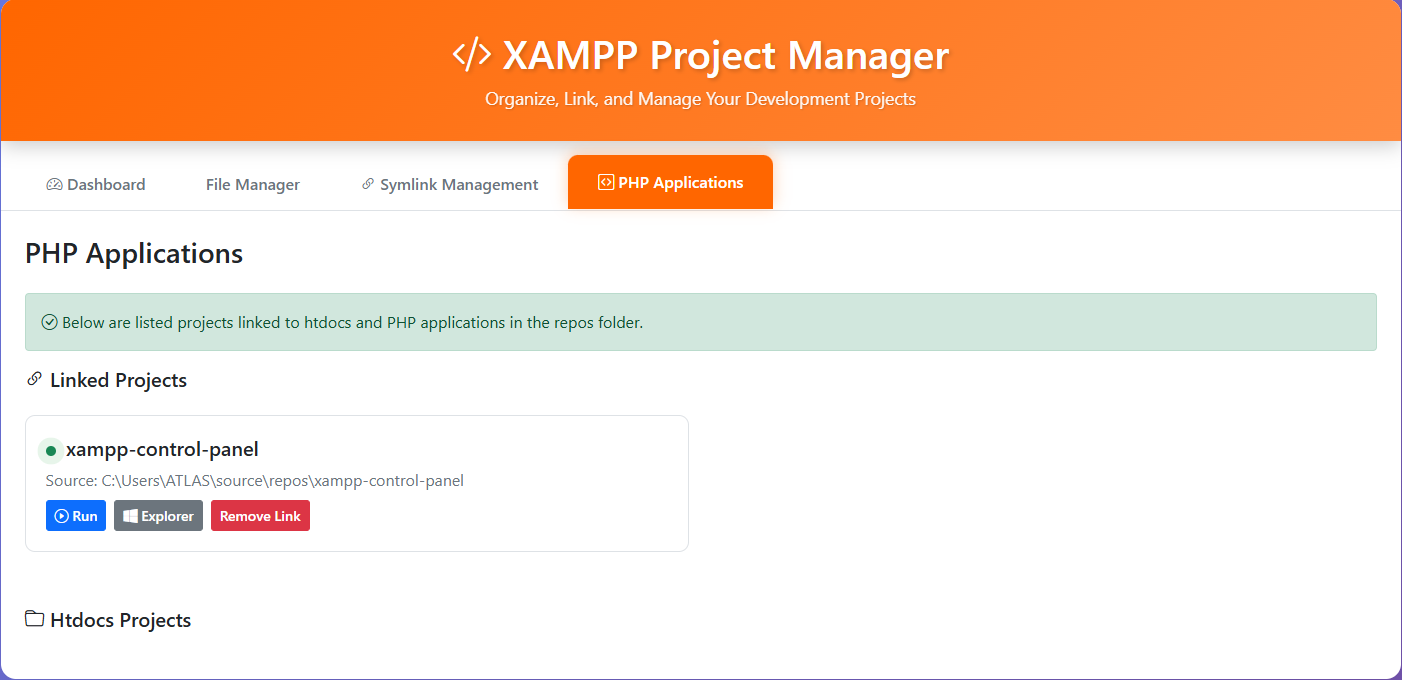 XAMPP Project Manager
Organize, Link, and Manage Your Development Projects
Dashboard File Manager Symlink Management PHP Applications
PHP Applications
Below are listed projects linked to htdocs and PHP applications in the repos folder.
Linked Projects
xampp-control-panel
Source: C:\Users\ATLAS\source\repos\xampp-control-panel
Run Explorer Remove Link
Htdocs Projects